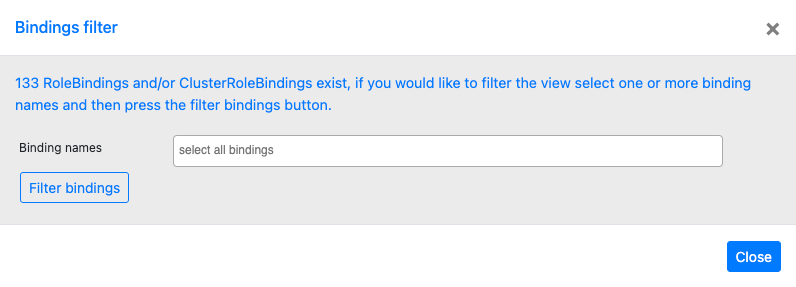 Bindings filter
×
133 RoleBindings and/or ClusterRoleBindings exist, if you would like to filter the view select one or more binding
names and then press the filter bindings button.
Binding names
select all bindings
Filter bindings
Close